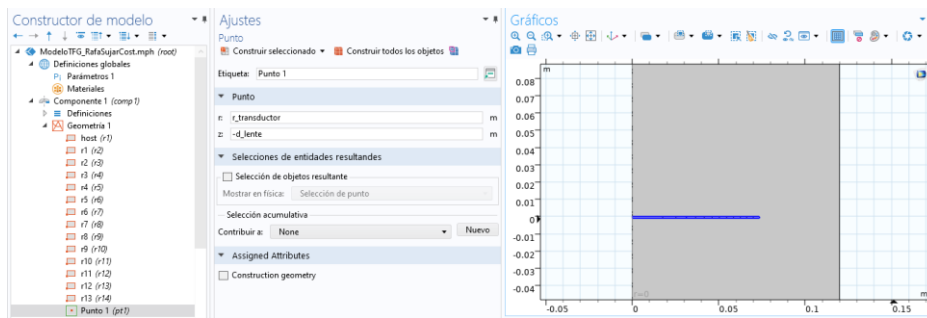 Constructor de modelo
ModeloTFG_RafaSujarCost.mph (root)
Definiciones globales
Pi Parámetros 1
Materiales
Componente 1 (comp1)
Definiciones
Geometría 1
host (r1)
r1 (r2)
r2 (r3)
r3 (r4)
r4 (r5)
r5 (r6)
r6 (r7)
r7 (r8)
r8 (r9)
r9 (r10)
r10 (r11)
r11 (r12)
r12 (r13)
r13 (r14)
Punto 1 (pt1)
Ajustes
Punto
Construir seleccionado
Construir todos los objetos
Etiqueta: Punto 1
Punto
r: r_transductor m
z: -d_lente m
Selecciones de entidades resultandes
Selección de objetos resultante
Mostrar en física: Selección de punto
Selección acumulativa
Contribuir a: None Nuevo
Assigned Attributes
Construction geometry
Gráficos
m
0.08
0.07
0.06
0.05
0.04
0.03
0.02
0.01
0
-0.01
-0.02
-0.03
-0.04
r=0
m
-0.05 0 0.05 0.1 0.15